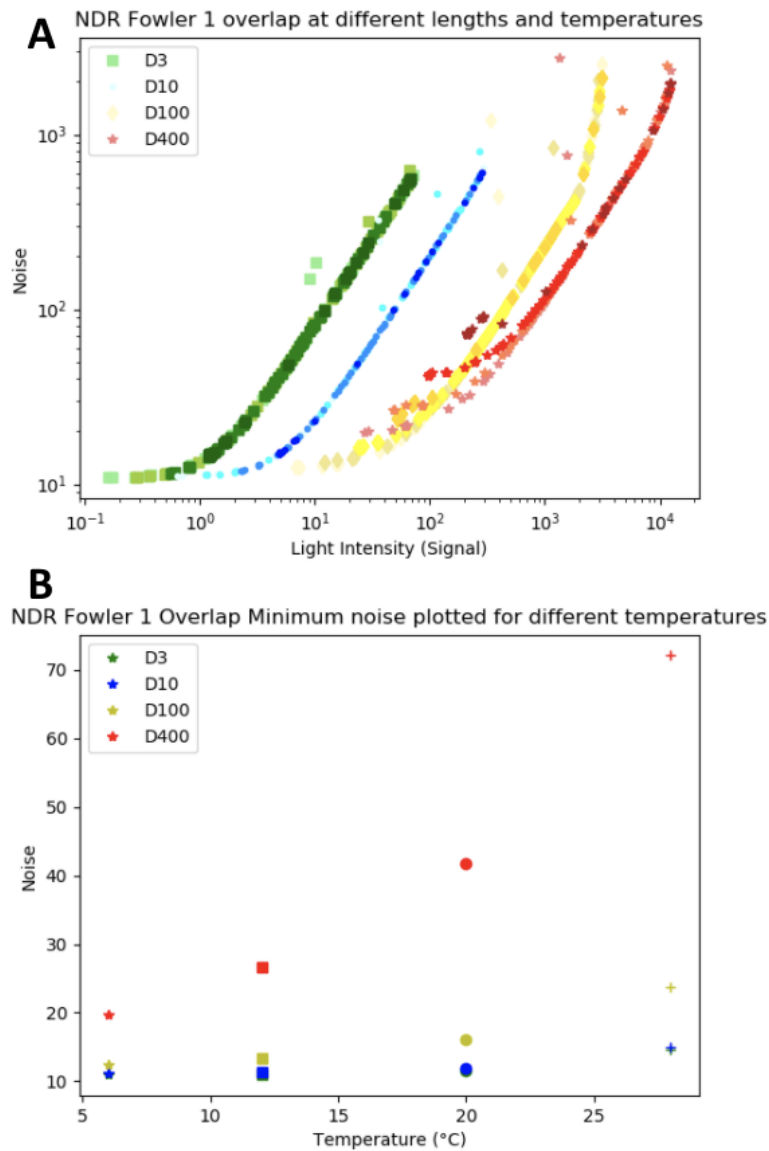 A
NDR Fowler 1 overlap at different lengths and temperatures
D3
D10
D100
D400
Noise
10³
10²
10¹
10⁻¹ 10⁰ 10¹ 10² 10³ 10⁴
Light Intensity (Signal)
B
NDR Fowler 1 Overlap Minimum noise plotted for different temperatures
D3
D10
D100
D400
Noise
70
60
50
40
30
20
10
5 10 15 20 25
Temperature (°C)